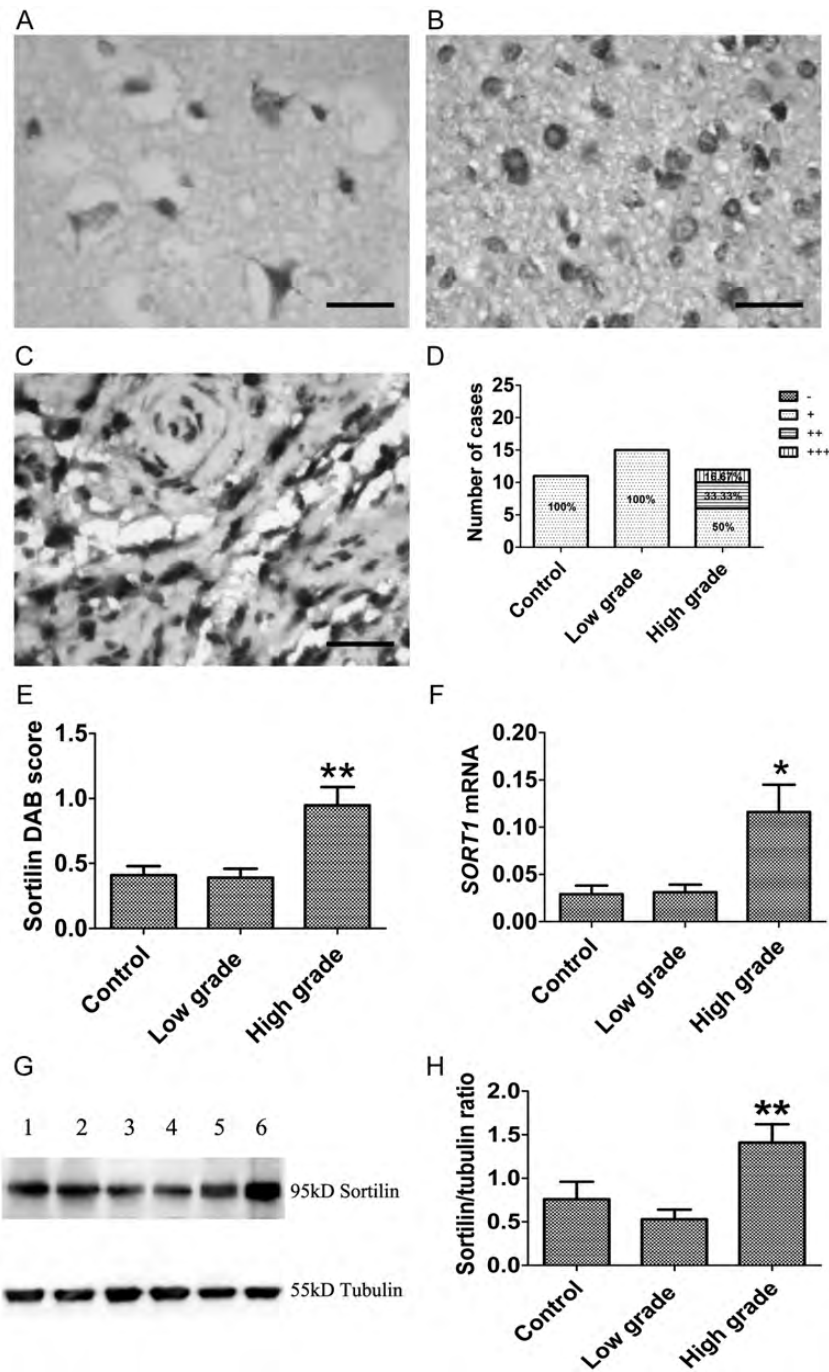 A
B
C
D
Number of cases
25
20
15
10
5
0
100%
100%
16.67%
33.33%
50%
Control
Low grade
High grade
-
+
++
+++
E
Sortilin DAB score
1.5
1.0
0.5
0.0
**
Control
Low grade
High grade
F
SORT1 mRNA
0.20
0.15
0.10
0.05
0.00
*
Control
Low grade
High grade
G
1 2 3 4 5 6
95kD Sortilin
55kD Tubulin
H
Sortilin/tubulin ratio
2.0
1.5
1.0
0.5
0.0
**
Control
Low grade
High grade